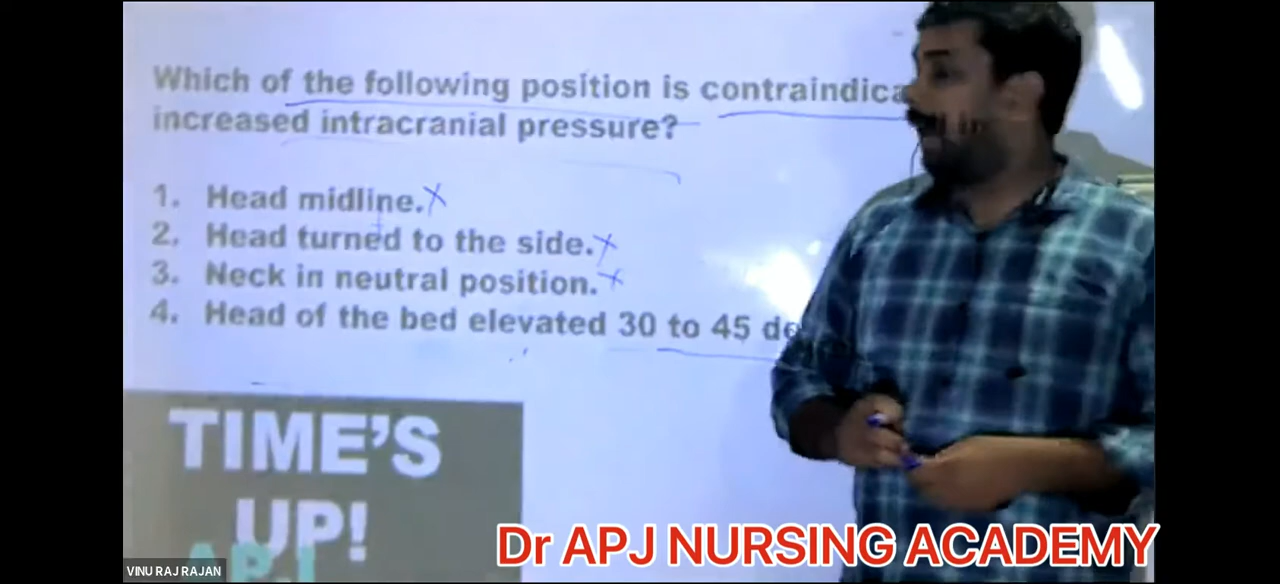 Which of the following position is contraindica
increased intracranial pressure?
1. Head midline.
2. Head turned to the side.
3. Neck in neutral position.
4. Head of the bed elevated 30 to 45 de
TIME'S
UP!
APJ
Dr APJ NURSING ACADEMY
VINU RAJ RAJAN